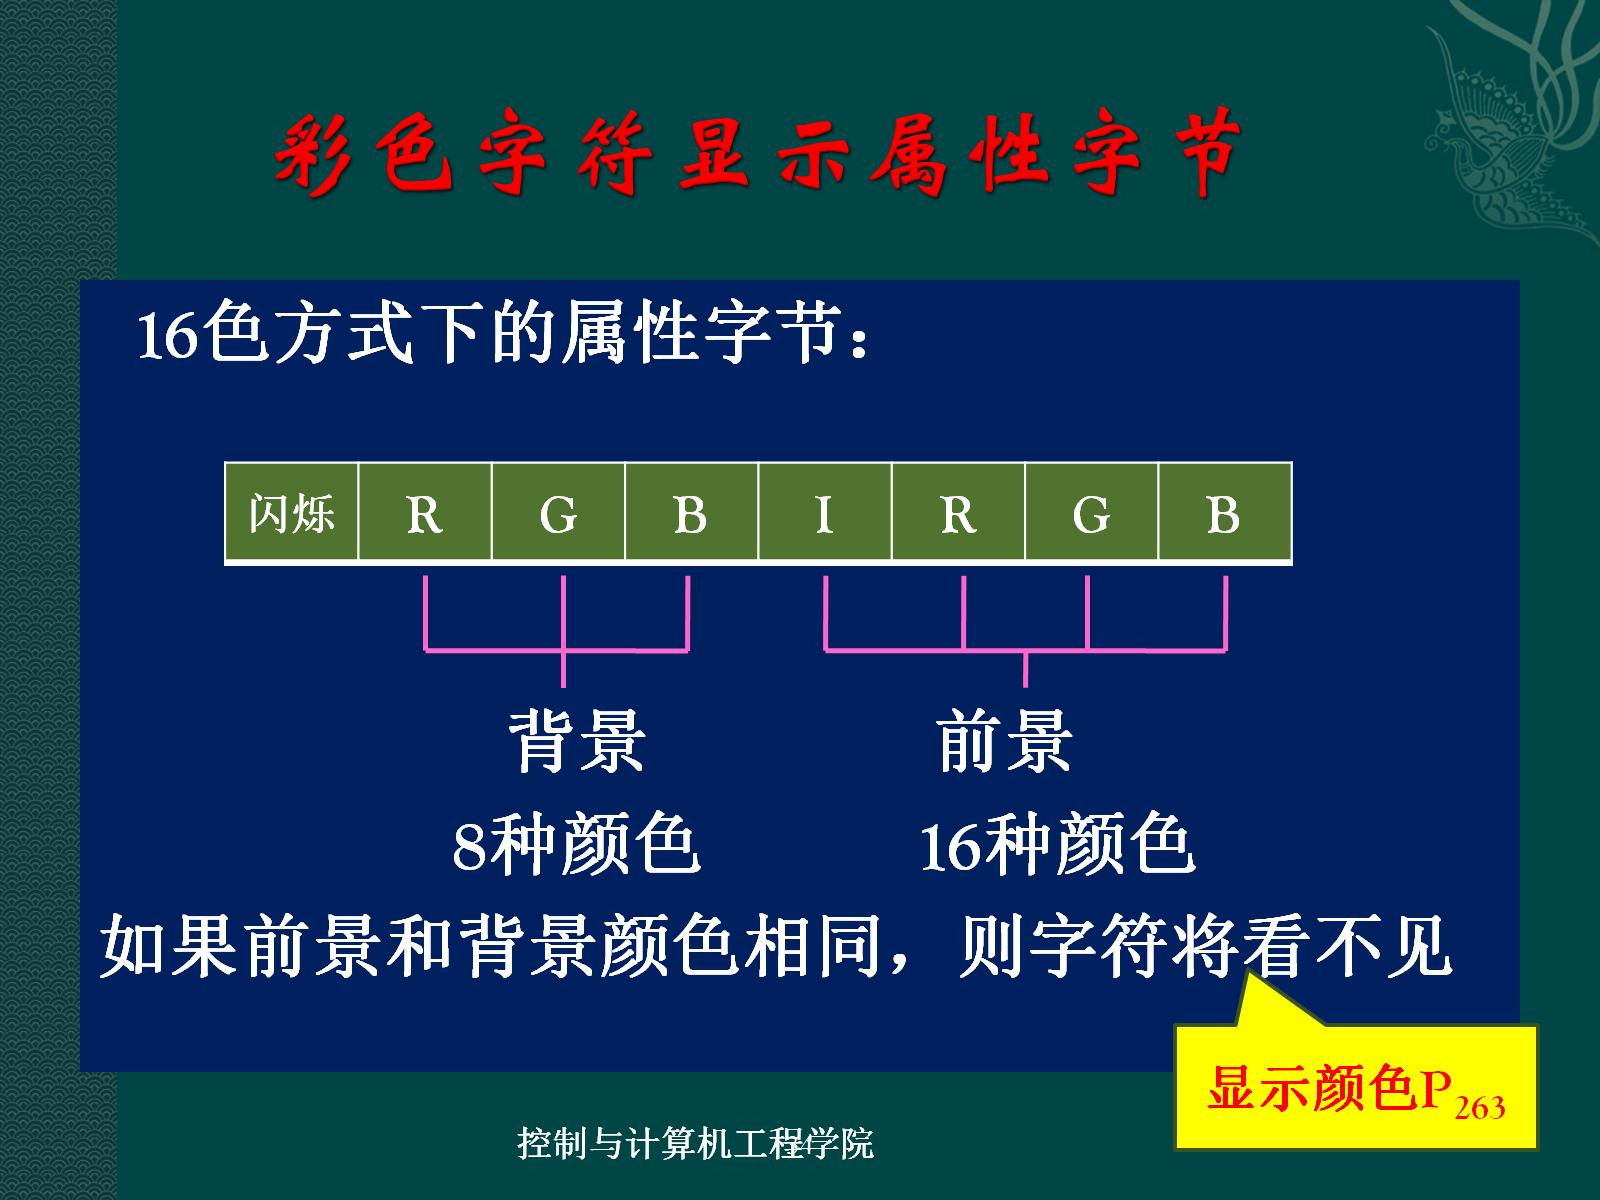 彩色字符显示属性字节
16色方式下的属性字节：
闪烁 R G B I R G B
背景 前景
8种颜色 16种颜色
如果前景和背景颜色相同，则字符将看不见
显示颜色P263
控制与计算机工程学院